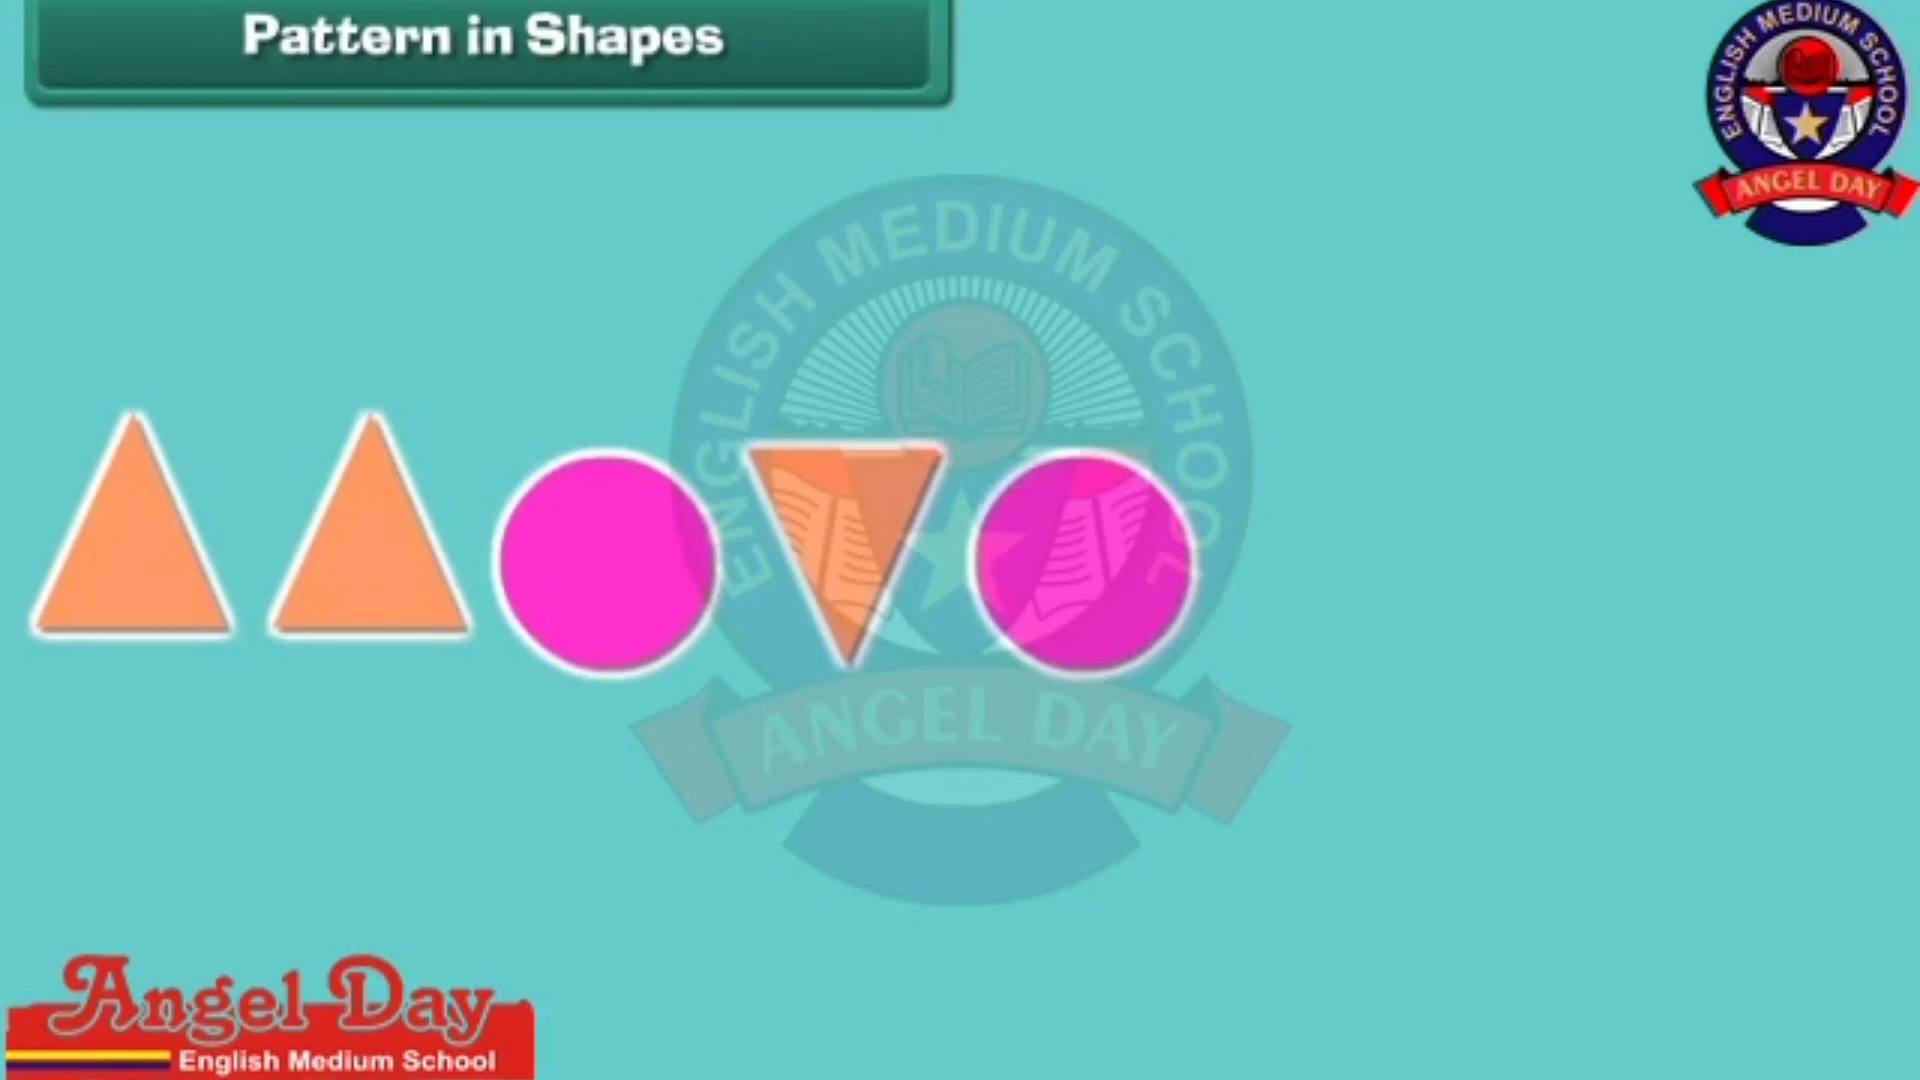 Pattern in Shapes
ENGLISH MEDIUM SCHOOL
ANGEL DAY
ENGLISH MEDIUM SCHOOL
ANGEL DAY
Angel Day
English Medium School